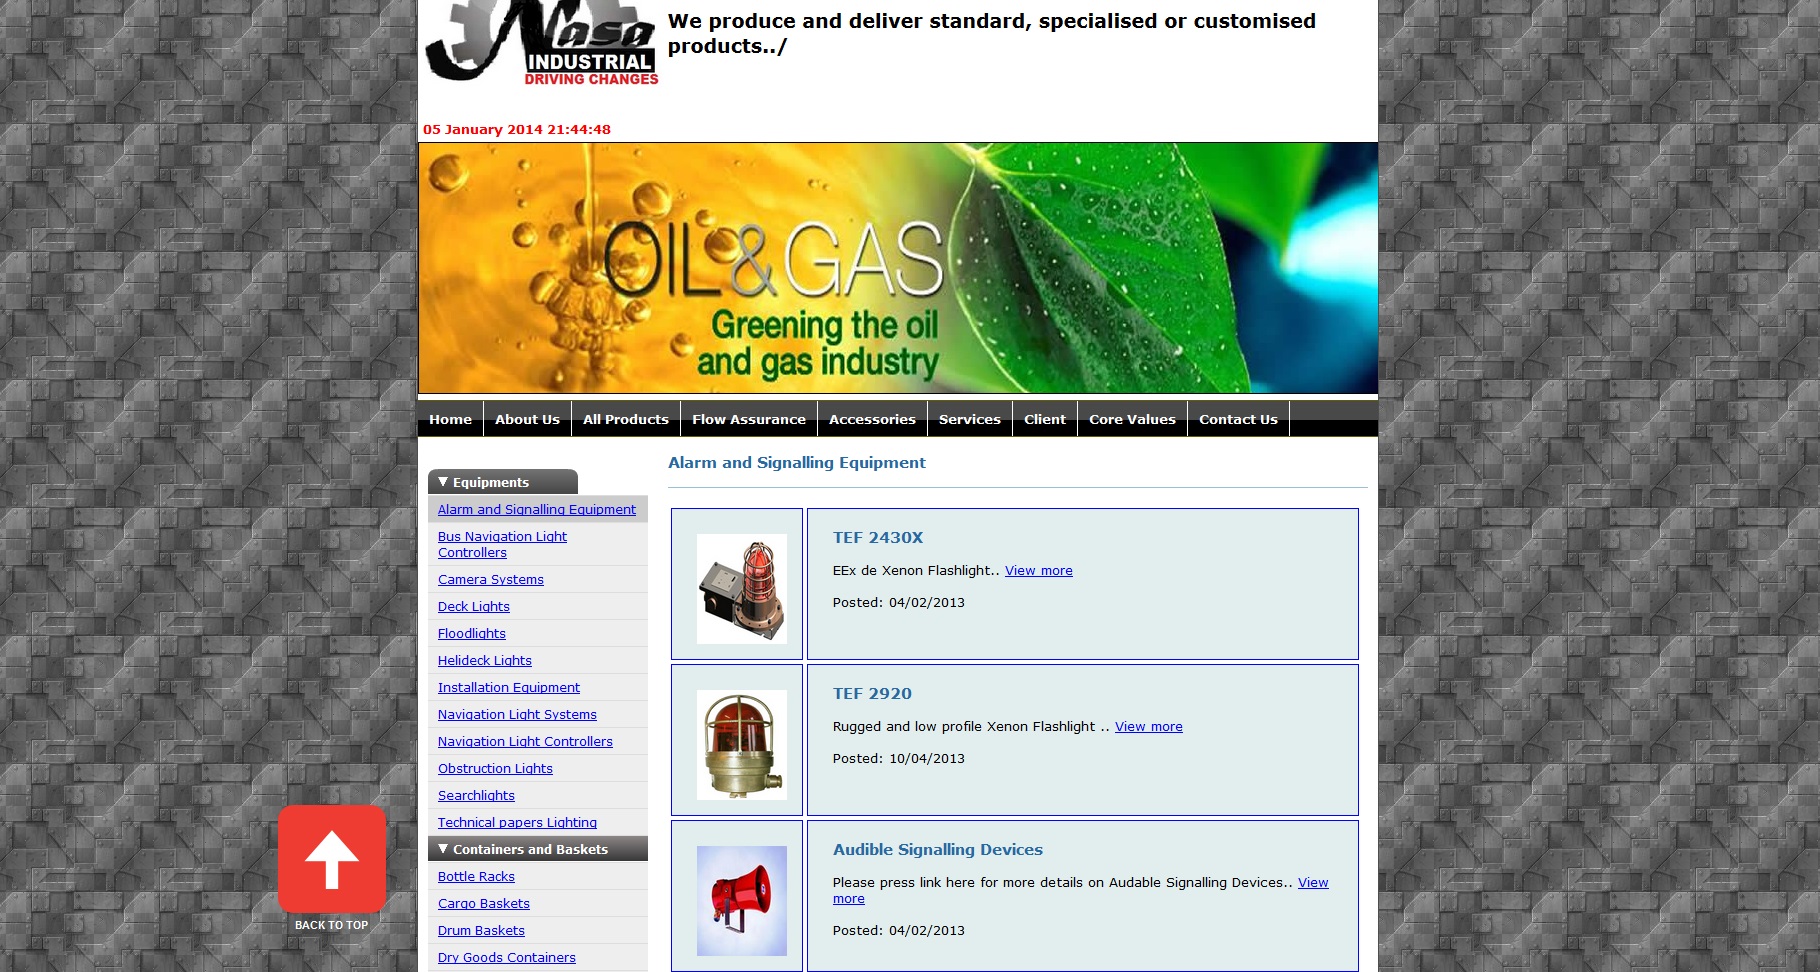 Nasa
INDUSTRIAL
DRIVING CHANGES
We produce and deliver standard, specialised or customised
products../
05 January 2014 21:44:48
OIL & GAS
Greening the oil
and gas industry
Home About Us All Products Flow Assurance Accessories Services Client Core Values Contact Us
▼ Equipments
Alarm and Signalling Equipment
Bus Navigation Light
Controllers
Camera Systems
Deck Lights
Floodlights
Helideck Lights
Installation Equipment
Navigation Light Systems
Navigation Light Controllers
Obstruction Lights
Searchlights
Technical papers Lighting
▼ Containers and Baskets
Bottle Racks
Cargo Baskets
Drum Baskets
Dry Goods Containers
Alarm and Signalling Equipment
TEF 2430X
EEx de Xenon Flashlight.. View more
Posted: 04/02/2013
TEF 2920
Rugged and low profile Xenon Flashlight .. View more
Posted: 10/04/2013
Audible Signalling Devices
Please press link here for more details on Audable Signalling Devices.. View
more
Posted: 04/02/2013
BACK TO TOP